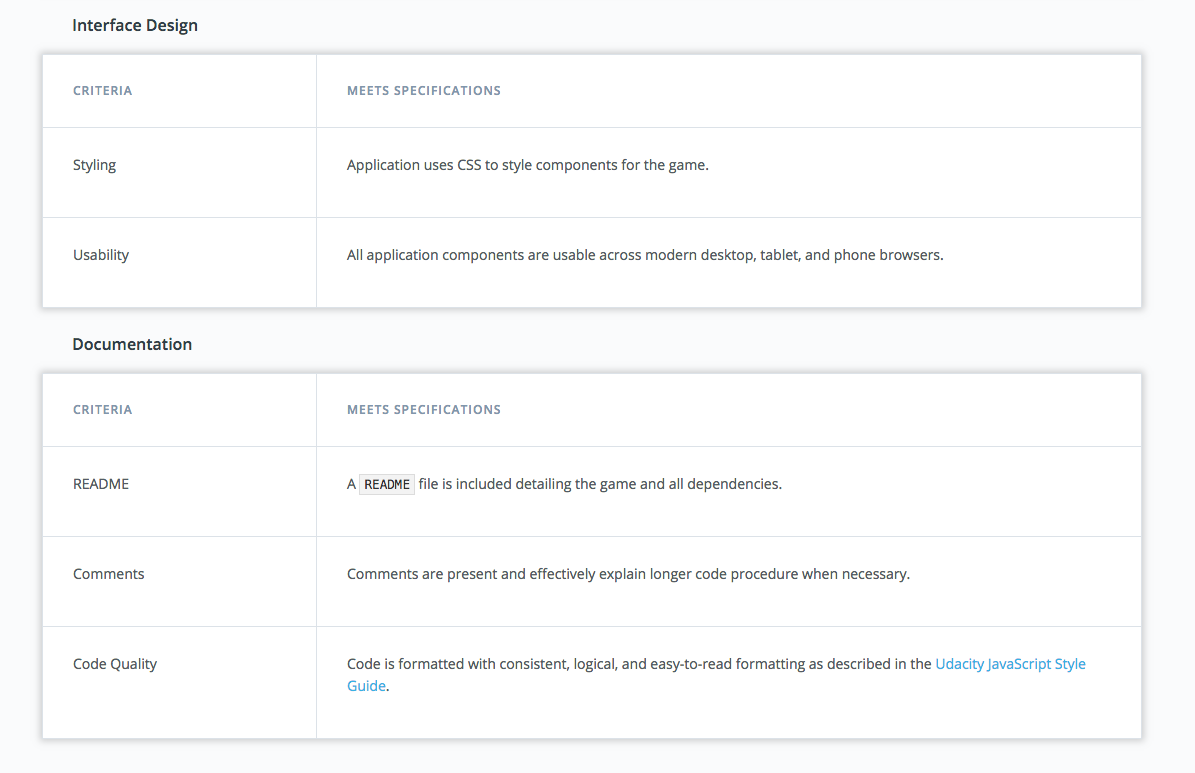 Interface Design
CRITERIA
MEETS SPECIFICATIONS
Styling
Application uses CSS to style components for the game.
Usability
All application components are usable across modern desktop, tablet, and phone browsers.
Documentation
CRITERIA
MEETS SPECIFICATIONS
README
A README file is included detailing the game and all dependencies.
Comments
Comments are present and effectively explain longer code procedure when necessary.
Code Quality
Code is formatted with consistent, logical, and easy-to-read formatting as described in the Udacity JavaScript Style
Guide.